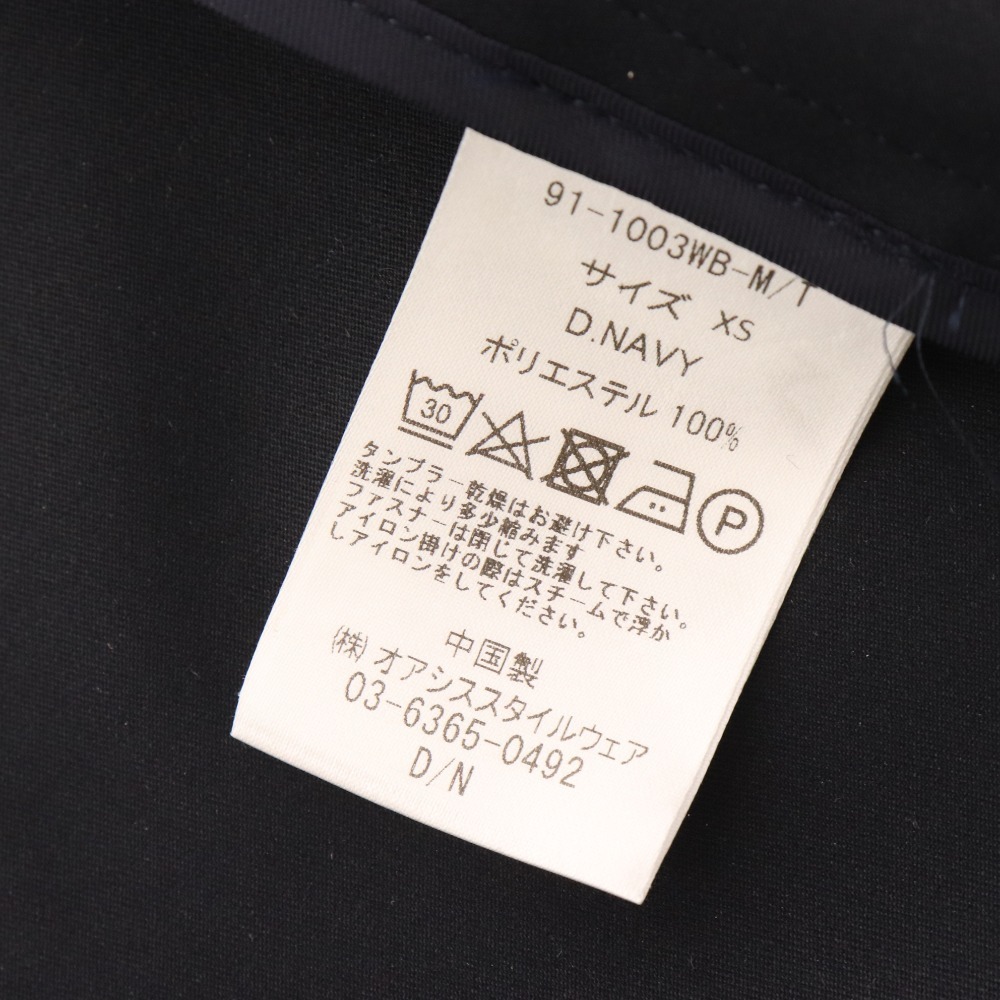 91-1003WB-M/T
サイズ XS
D.NAVY
ポリエステル 100%
30 P
タンブラー乾燥はお避け下さい。
洗濯により多少縮みます
ファスナーは閉じて洗濯して下さい。
アイロン掛けの際はスチームで浮か
しアイロンをしてください。
中国製
(株)オアシススタイルウェア
03-6365-0492
D/N